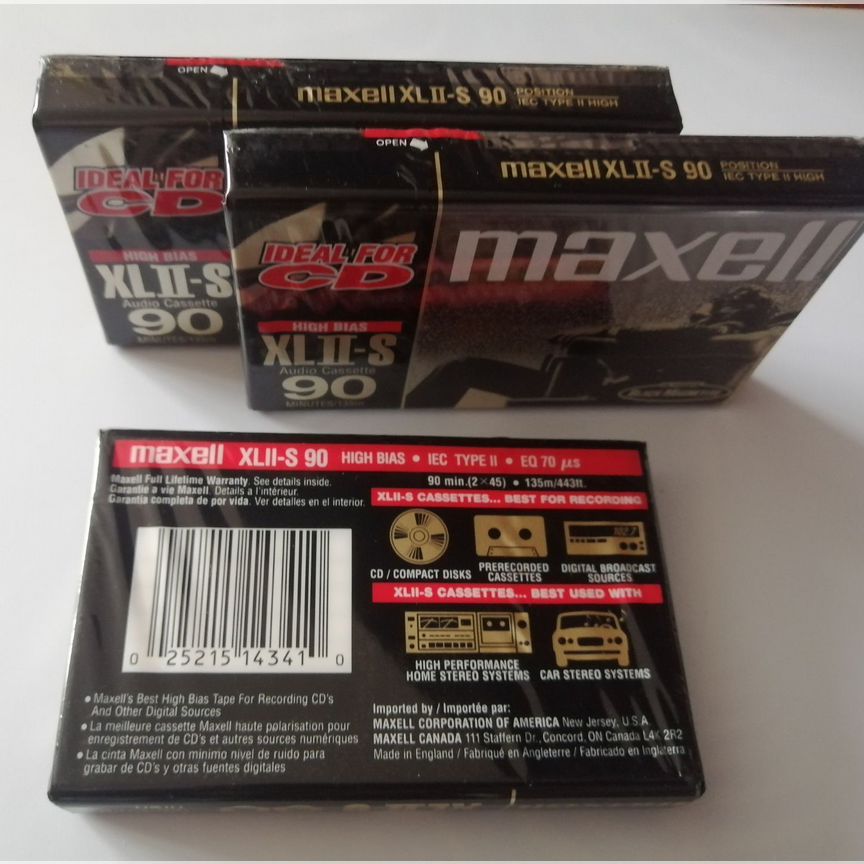 OPEN
maxell XLII-S 90 POSITION
IEC TYPE II HIGH
IDEAL FOR
CD
HIGH BIAS
XLII-S
Audio Cassette
90
OPEN
maxell XLII-S 90 POSITION
IEC TYPE II HIGH
maxell
IDEAL FOR
CD
HIGH BIAS
XLII-S
Audio Cassette
90
MINUTES/135m
maxell XLII-S 90 HIGH BIAS • IEC TYPE II • EQ 70 µs
Maxell Full Lifetime Warranty. See details inside.
Garantie a vie Maxell. Details a l'intérieur.
Garantía completa de por vida. Ver detalles en el interior.
90 min.(2×45) • 135m/443ft.
XLII-S CASSETTES... BEST FOR RECORDING
CD / COMPACT DISKS
PRERECORDED
CASSETTES
DIGITAL BROADCAST
SOURCES
XLII-S CASSETTES... BEST USED WITH
HIGH PERFORMANCE
HOME STEREO SYSTEMS
CAR STEREO SYSTEMS
0 25215 14341 0
• Maxell's Best High Bias Tape For Recording CD's
And Other Digital Sources
• La meilleure cassette Maxell haute polarisation pour
enregistrement de CD's et autres sources numériques
• La cinta Maxell con minimo nivel de ruido para
grabar de CD's y otras fuentes digitales
Imported by / Importée par:
MAXELL CORPORATION OF AMERICA New Jersey, U.S.A.
MAXELL CANADA 111 Staffern Dr., Concord, ON Canada L4K 2R2
Made in England / Fabriqué en Angleterre / Fabricado en Inglaterra